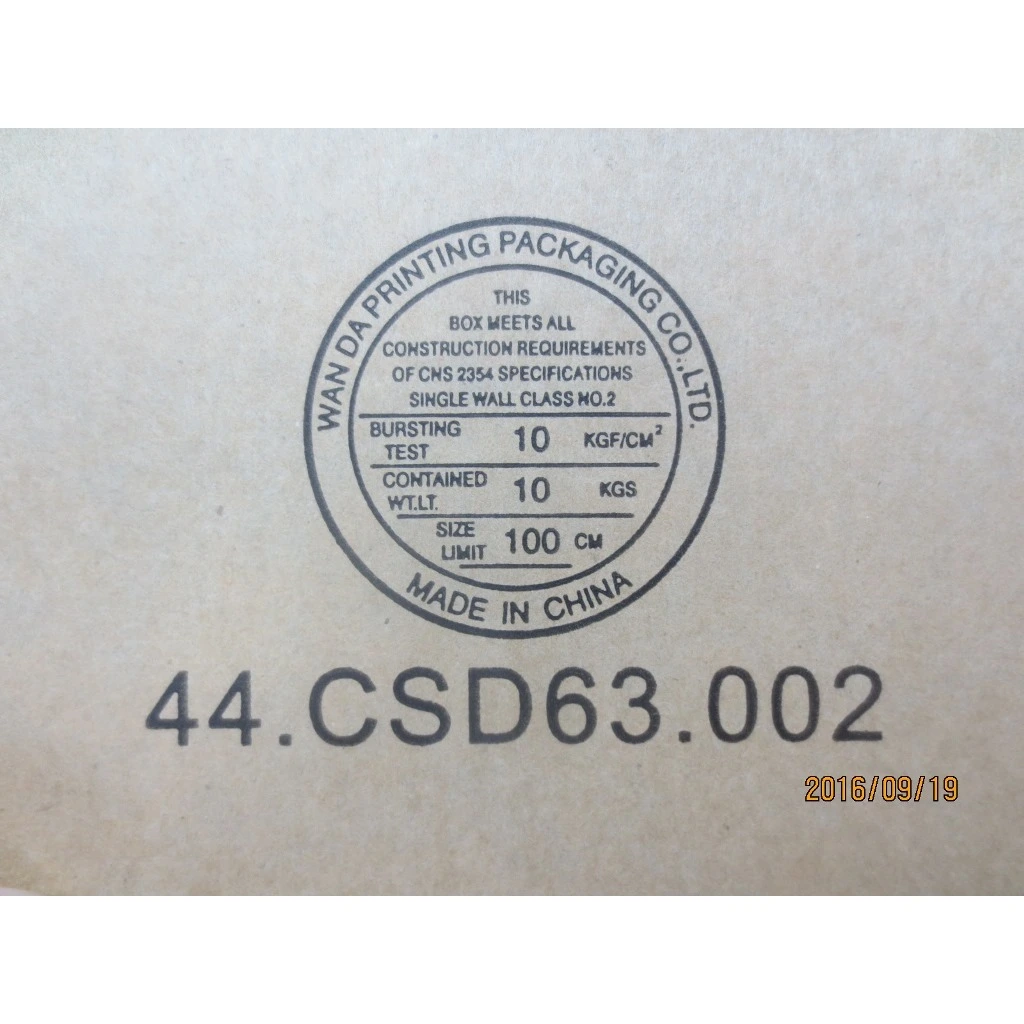 WAN DA PRINTING PACKAGING CO.,LTD.
THIS
BOX MEETS ALL
CONSTRUCTION REQUIREMENTS
OF CNS 2354 SPECIFICATIONS
SINGLE WALL CLASS NO.2
BURSTING TEST 10 KGF/CM²
CONTAINED WT.LT. 10 KGS
SIZE LIMIT 100 CM
MADE IN CHINA
44.CSD63.002
2016/09/19